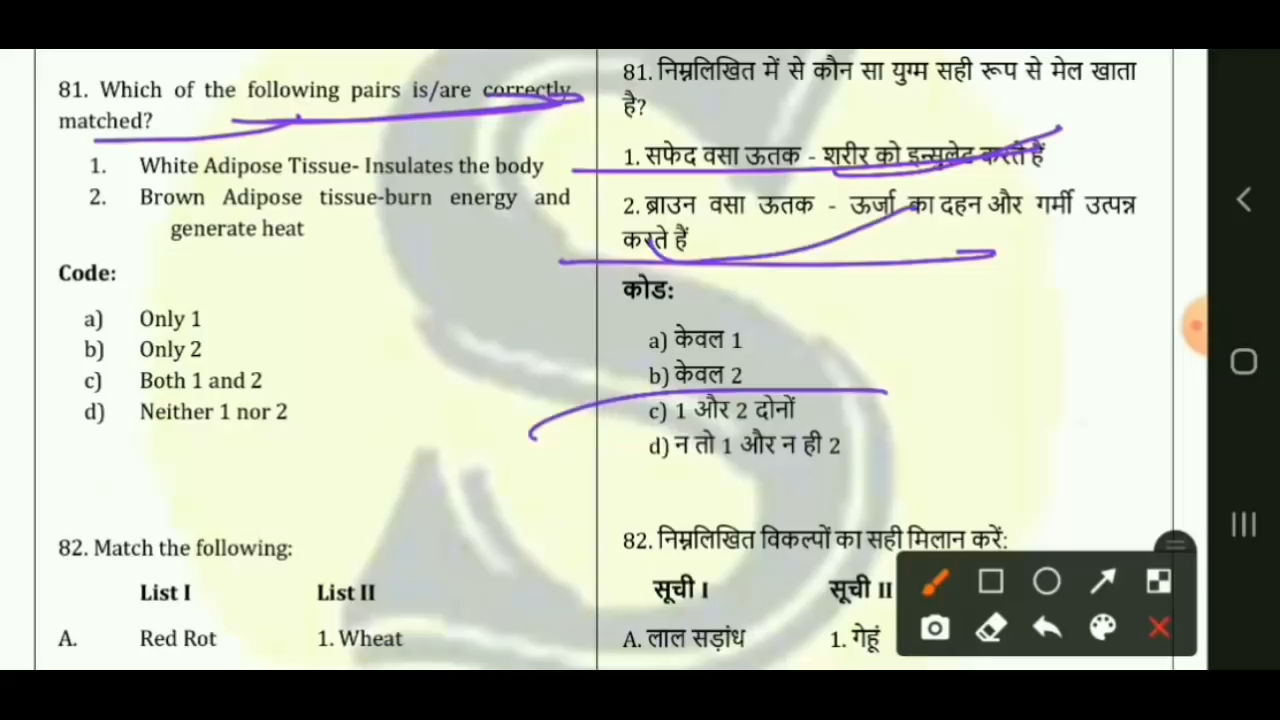 81. Which of the following pairs is/are correctly
matched?
1. White Adipose Tissue- Insulates the body
2. Brown Adipose tissue-burn energy and
generate heat
Code:
a) Only 1
b) Only 2
c) Both 1 and 2
d) Neither 1 nor 2
82. Match the following:
List I List II
A. Red Rot 1. Wheat
81. निम्नलिखित में से कौन सा युग्म सही रूप से मेल खाता
है?
1. सफेद वसा ऊतक - शरीर को इन्सुलेट करते हैं
2. ब्राउन वसा ऊतक - ऊर्जा का दहन और गर्मी उत्पन्न
करते हैं
कोड:
a) केवल 1
b) केवल 2
c) 1 और 2 दोनों
d) न तो 1 और न ही 2
82. निम्नलिखित विकल्पों का सही मिलान करें:
सूची I सूची II
A. लाल सड़ांध 1. गेहूं